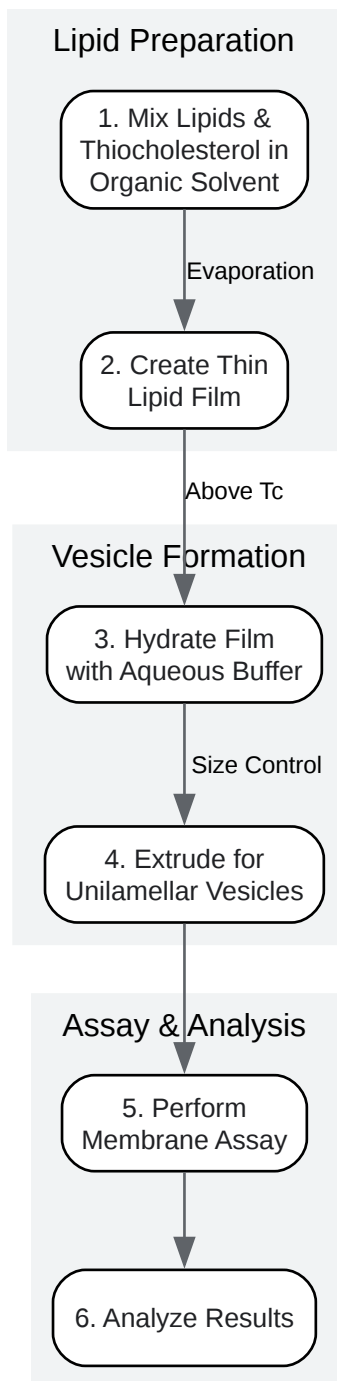 Lipid Preparation
1. Mix Lipids &
Thiocholesterol in
Organic Solvent
Evaporation
2. Create Thin
Lipid Film
Above Tc
Vesicle Formation
3. Hydrate Film
with Aqueous Buffer
Size Control
4. Extrude for
Unilamellar Vesicles
Assay & Analysis
5. Perform
Membrane Assay
6. Analyze Results